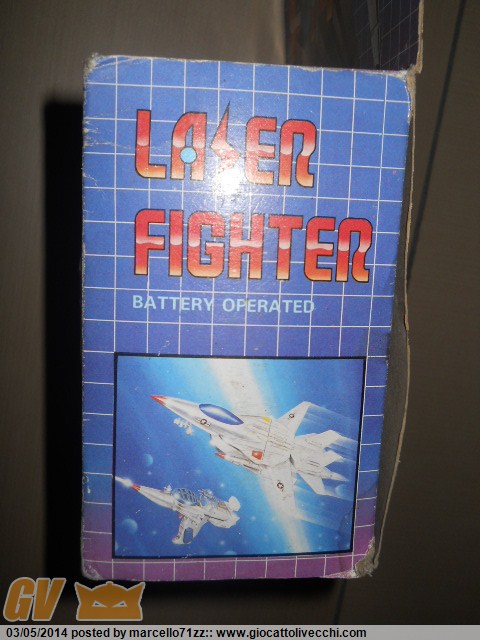 LASER
FIGHTER
BATTERY OPERATED
GV
03/05/2014 posted by marcello71zz:: www.giocattolivecchi.com